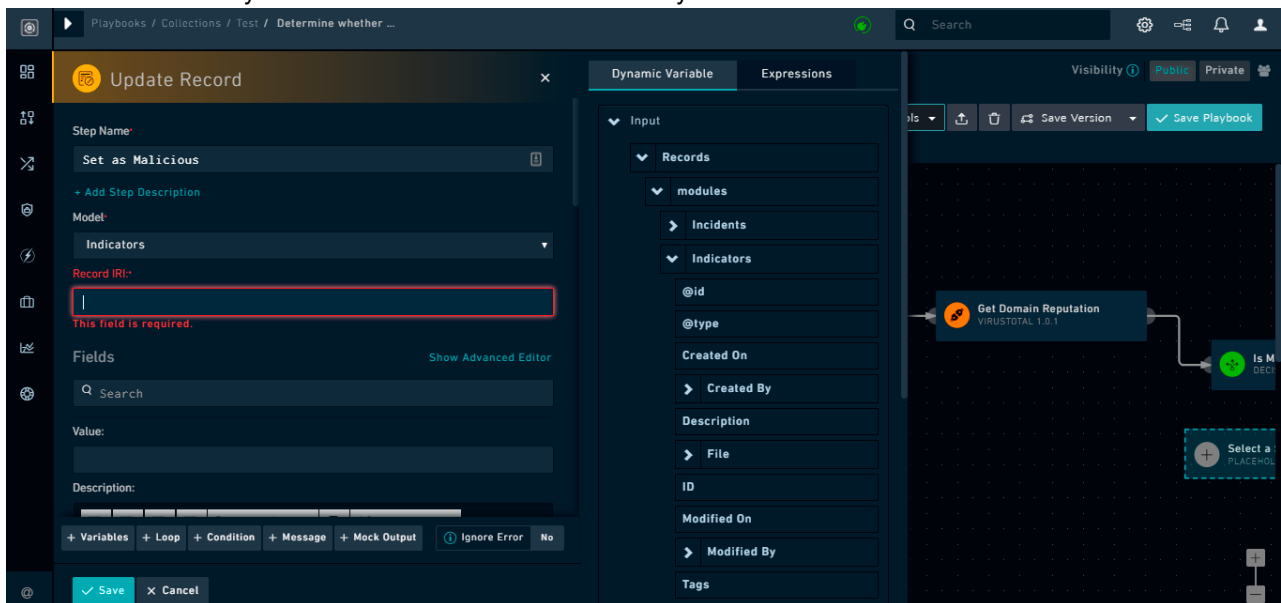 Playbooks / Collections / Test / Determine whether ...
Search
Update Record
×
Dynamic Variable
Expressions
Visibility
Public
Private
Save Version
Save Playbook
Step Name
Set as Malicious
+ Add Step Description
Model
Indicators
Record IRI:
This field is required.
Fields
Show Advanced Editor
Search
Value:
Description:
+ Variables
+ Loop
+ Condition
+ Message
+ Mock Output
Ignore Error
No
Save
× Cancel
@
Input
Records
modules
Incidents
Indicators
@id
@type
Created On
Created By
Description
File
ID
Modified On
Modified By
Tags
Get Domain Reputation
VIRUSTOTAL 1.0.1
Is M
DECI
Select a
PLACEHOL